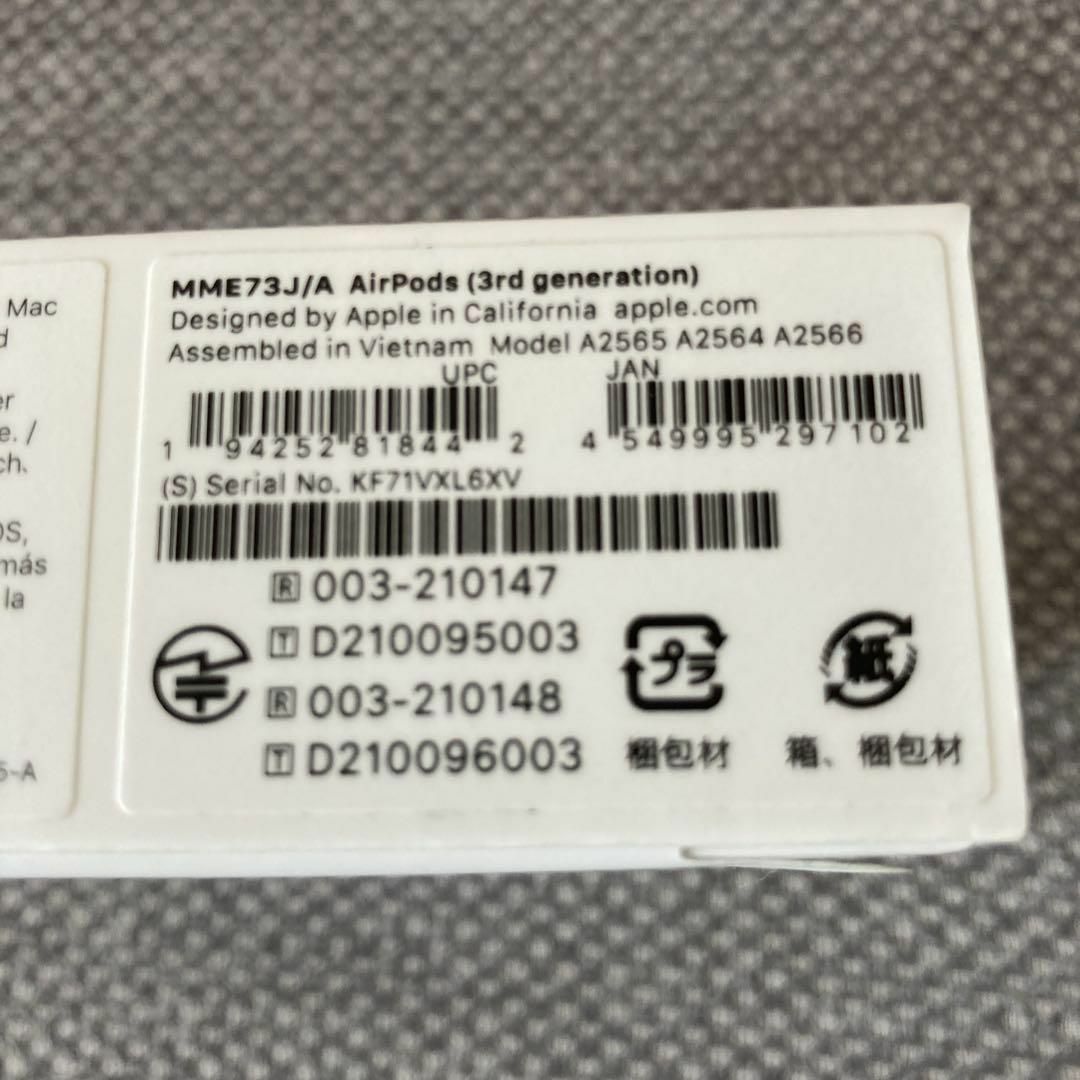 Mac
d
er
e. /
ch.
OS,
más
la
5-A
MME73J/A AirPods (3rd generation)
Designed by Apple in California apple.com
Assembled in Vietnam Model A2565 A2564 A2566
UPC JAN
1 94252 81844 2 4 549995 297102
(S) Serial No. KF71VXL6XV
R 003-210147
T D210095003
R 003-210148
T D210096003
プラ
梱包材
紙
箱、梱包材